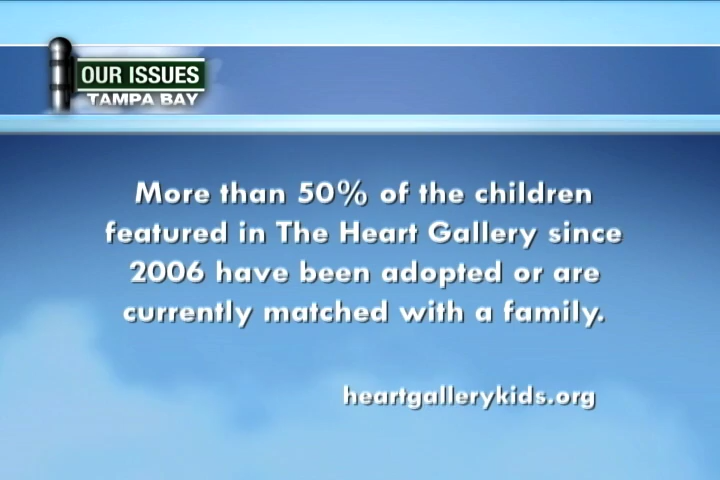 OUR ISSUES
TAMPA BAY
More than 50% of the children
featured in The Heart Gallery since
2006 have been adopted or are
currently matched with a family.
heartgallerykids.org